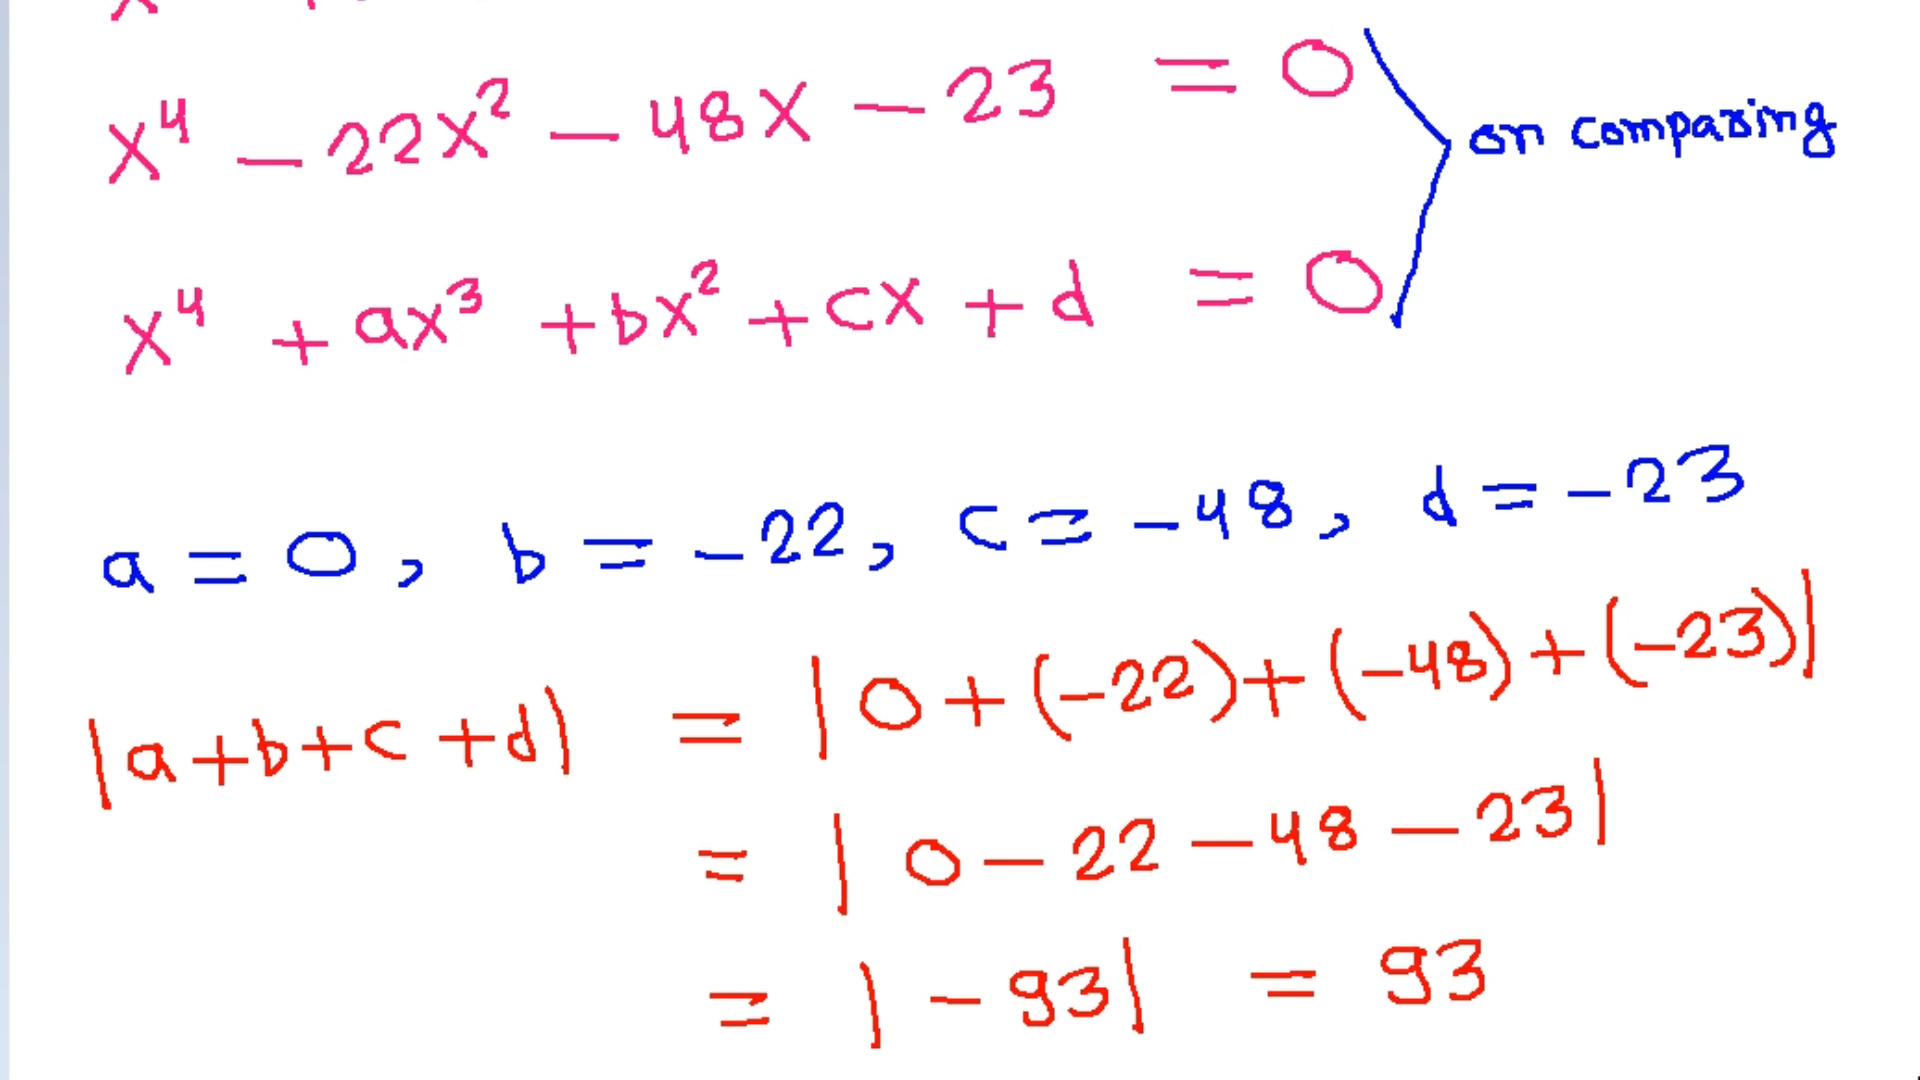 x⁴ − 22x² − 48x − 23 = 0
on comparing
x⁴ + ax³ + bx² + cx + d = 0
a = 0, b = −22, c = −48, d = −23
|a+b+c+d| = |0+(−22)+(−48)+(−23)|
= |0−22−48−23|
= |−93| = 93